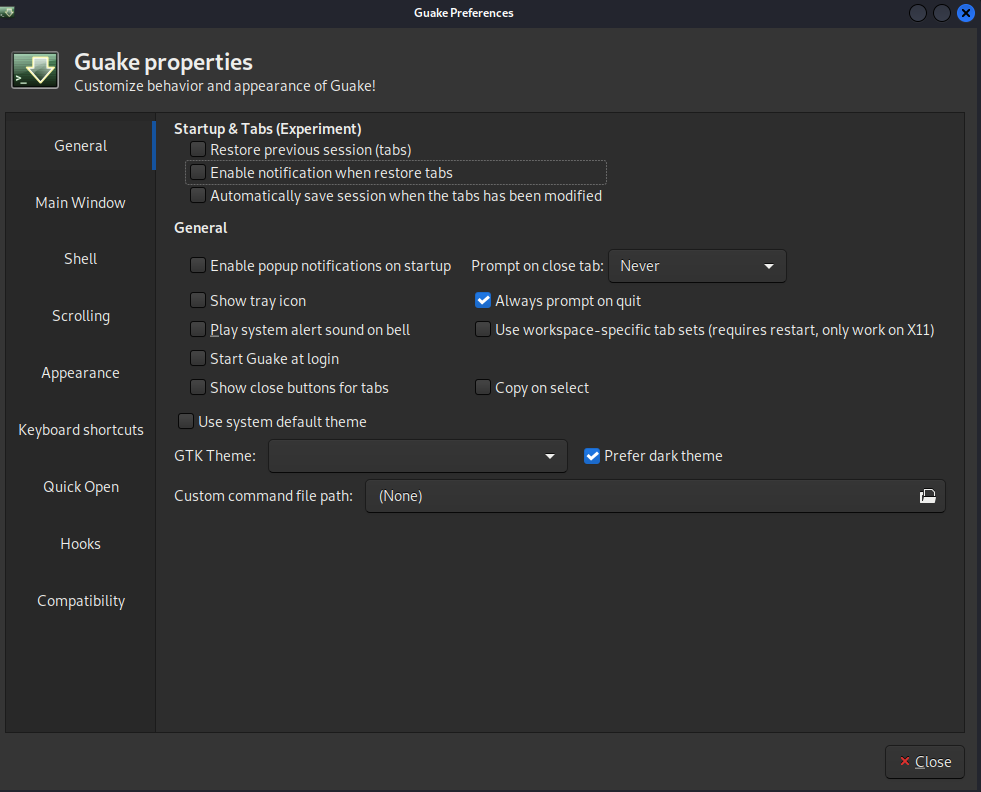 Guake Preferences
Guake properties
Customize behavior and appearance of Guake!
General
Main Window
Shell
Scrolling
Appearance
Keyboard shortcuts
Quick Open
Hooks
Compatibility
Startup & Tabs (Experiment)
Restore previous session (tabs)
Enable notification when restore tabs
Automatically save session when the tabs has been modified
General
Enable popup notifications on startup Prompt on close tab: Never
Show tray icon Always prompt on quit
Play system alert sound on bell Use workspace-specific tab sets (requires restart, only work on X11)
Start Guake at login
Show close buttons for tabs Copy on select
Use system default theme
GTK Theme: Prefer dark theme
Custom command file path: (None)
Close